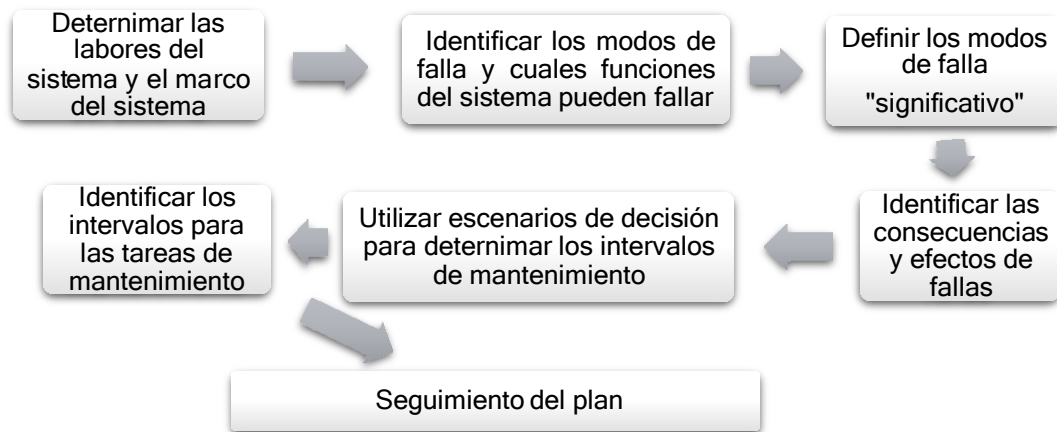 Deternimar las
labores del
sistema y el marco
del sistema
Identificar los modos de
falla y cuales funciones
del sistema pueden fallar
Definir los modos
de falla
"significativo"
Identificar las
consecuencias
y efectos de
fallas
Utilizar escenarios de decisión
para deternimar los intervalos
de mantenimiento
Identificar los
intervalos para
las tareas de
mantenimiento
Seguimiento del plan